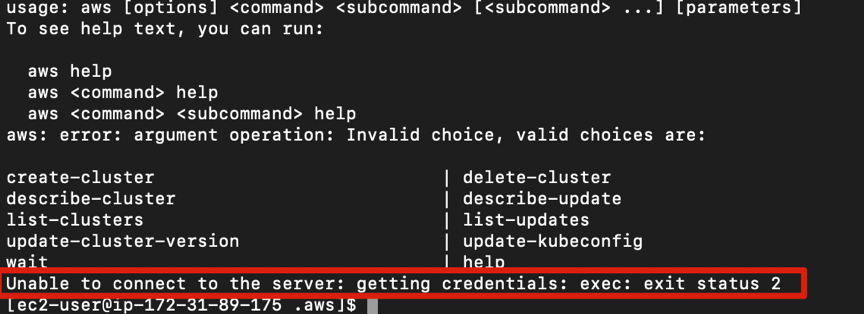 usage: aws [options] <command> <subcommand> [<subcommand> ...] [parameters]
To see help text, you can run:
aws help
aws <command> help
aws <command> <subcommand> help
aws: error: argument operation: Invalid choice, valid choices are:
create-cluster | delete-cluster
describe-cluster | describe-update
list-clusters | list-updates
update-cluster-version | update-kubeconfig
wait | help
Unable to connect to the server: getting credentials: exec: exit status 2
[ec2-user@ip-172-31-89-175 .aws]$